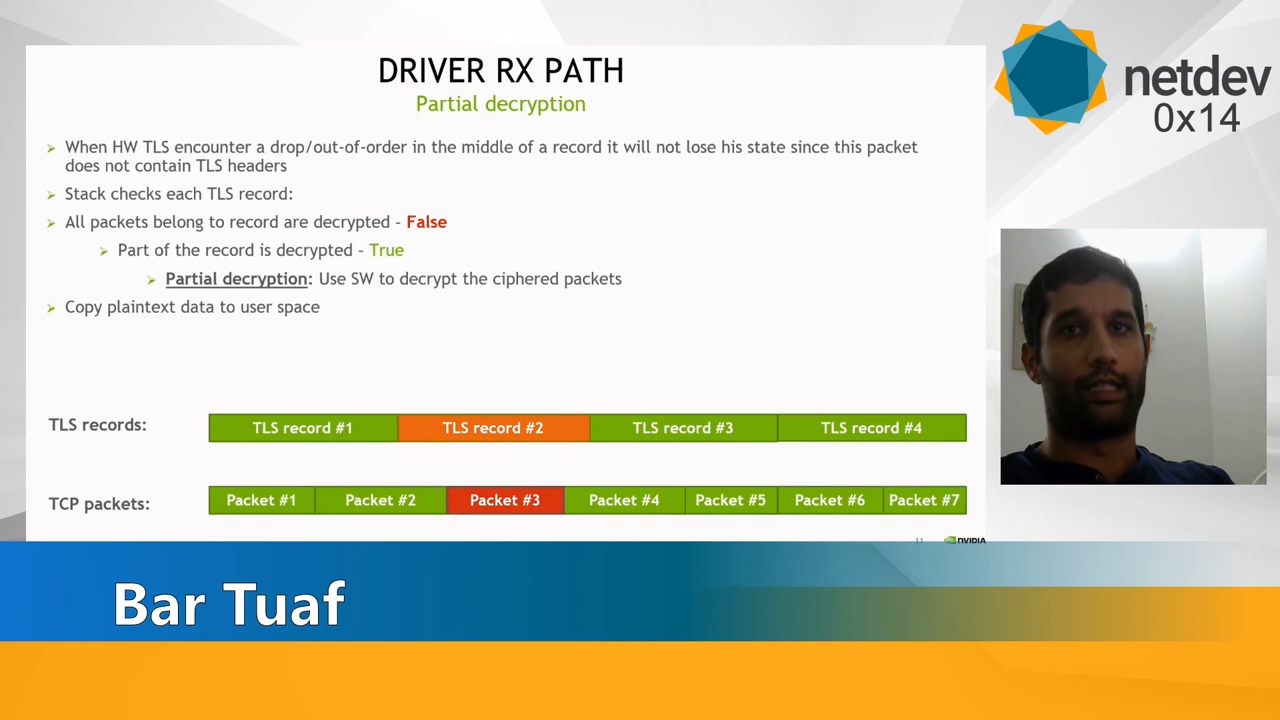 DRIVER RX PATH
Partial decryption
When HW TLS encounter a drop/out-of-order in the middle of a record it will not lose his state since this packet
does not contain TLS headers
Stack checks each TLS record:
All packets belong to record are decrypted - False
Part of the record is decrypted - True
Partial decryption: Use SW to decrypt the ciphered packets
Copy plaintext data to user space
TLS records:
TLS record #1
TLS record #2
TLS record #3
TLS record #4
TCP packets:
Packet #1
Packet #2
Packet #3
Packet #4
Packet #5
Packet #6
Packet #7
11
NVIDIA
netdev
0x14
Bar Tuaf